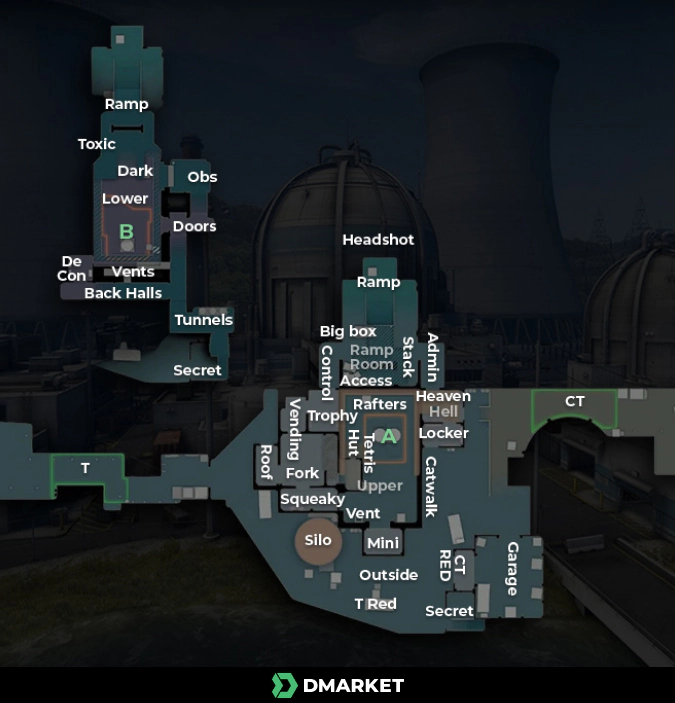 Ramp
Toxic
Dark
Obs
Lower
B
Doors
De
Con
Vents
Back Halls
Tunnels
Secret
Headshot
Ramp
Big box
Ramp
Room
Stack
Admin
Control
Access
Heaven
Hell
Rafters
Trophy
Vending
Hut
Tetris
A
Locker
CT
T
Roof
Fork
Catwalk
Upper
Squeaky
Vent
Silo
Mini
Outside
CT
RED
Garage
T Red
Secret
DMARKET